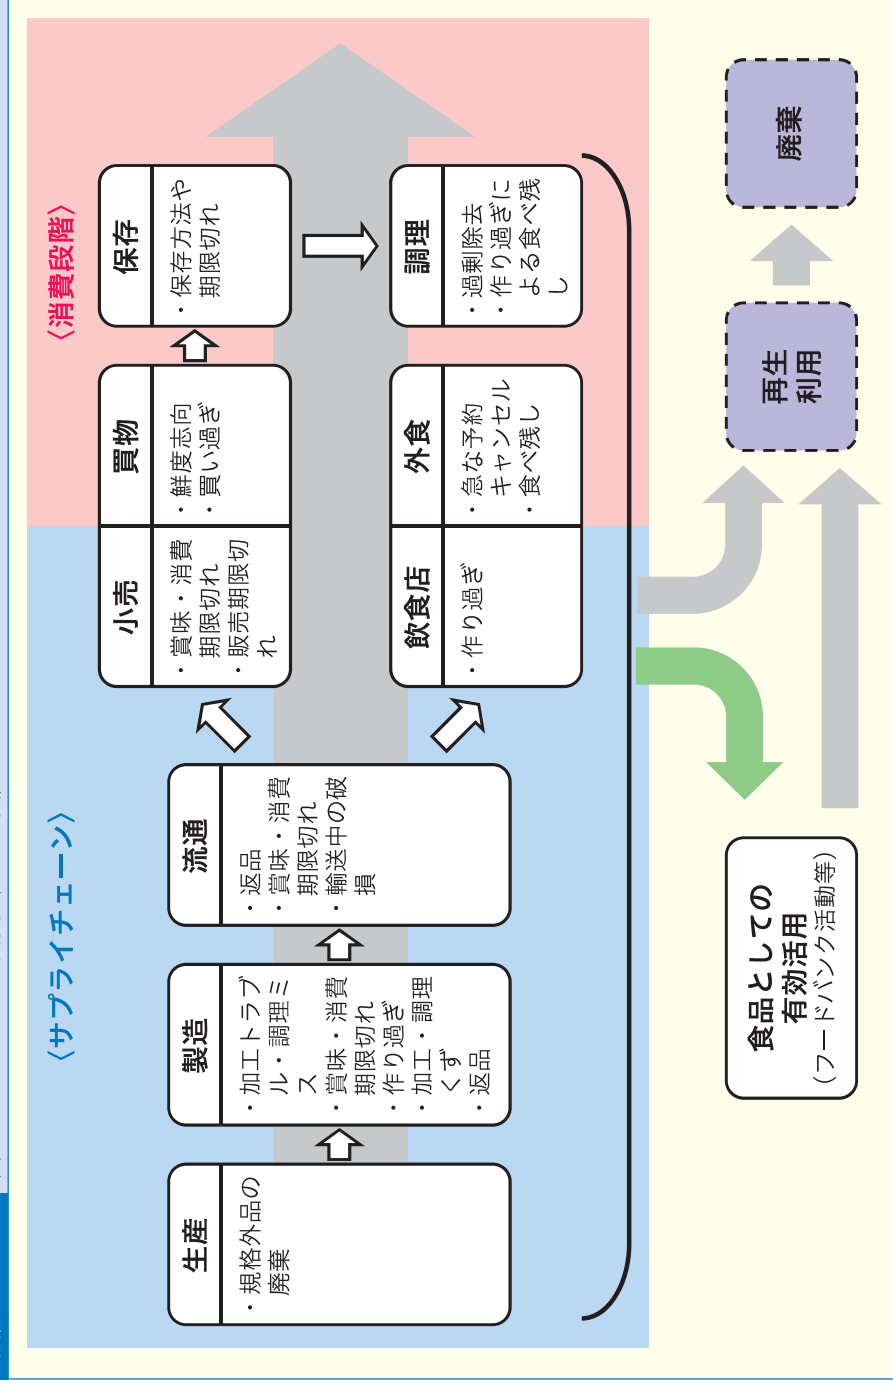 〈サプライチェーン〉
〈消費段階〉
生産
・規格外品の
廃棄
製造
・加工トラブ
ル・調理ミ
ス
・賞味・消費
期限切れ
・作り過ぎ
・加工・調理
くず
・返品
流通
・返品
・賞味・消費
期限切れ
・輸送中の破
損
小売
・賞味・消費
期限切れ
・販売期限切
れ
買物
・鮮度志向
・買い過ぎ
保存
・保存方法や
期限切れ
飲食店
・作り過ぎ
外食
・急な予約
キャンセル
・食べ残し
調理
・過剰除去
・作り過ぎに
よる食べ残
し
食品としての
有効活用
（フードバンク活動等）
再生
利用
廃棄